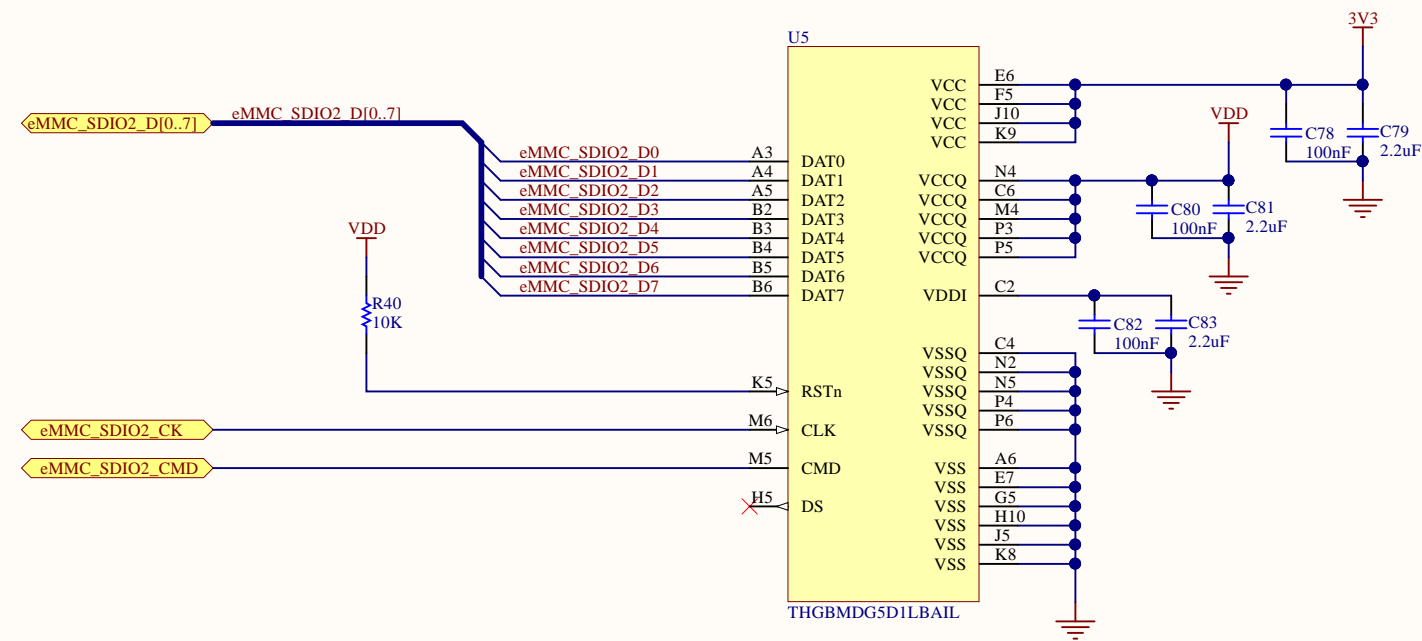 3V3
U5
eMMC_SDIO2_D[0..7]
eMMC_SDIO2_D[0..7]
eMMC_SDIO2_D0 A3 DAT0
eMMC_SDIO2_D1 A4 DAT1
eMMC_SDIO2_D2 A5 DAT2
eMMC_SDIO2_D3 B2 DAT3
eMMC_SDIO2_D4 B3 DAT4
eMMC_SDIO2_D5 B4 DAT5
eMMC_SDIO2_D6 B5 DAT6
eMMC_SDIO2_D7 B6 DAT7
VDD
R40
10K
K5 RSTn
eMMC_SDIO2_CK
M6 CLK
eMMC_SDIO2_CMD
M5 CMD
H5 DS
VCC E6
VCC F5
VCC J10
VCC K9
VCCQ N4
VCCQ C6
VCCQ M4
VCCQ P3
VCCQ P5
VDDI C2
VSSQ C4
VSSQ N2
VSSQ N5
VSSQ P4
VSSQ P6
VSS A6
VSS E7
VSS G5
VSS H10
VSS J5
VSS K8
C78
100nF
C79
2.2uF
VDD
C80
100nF
C81
2.2uF
C82
100nF
C83
2.2uF
THGBMDG5D1LBAIL